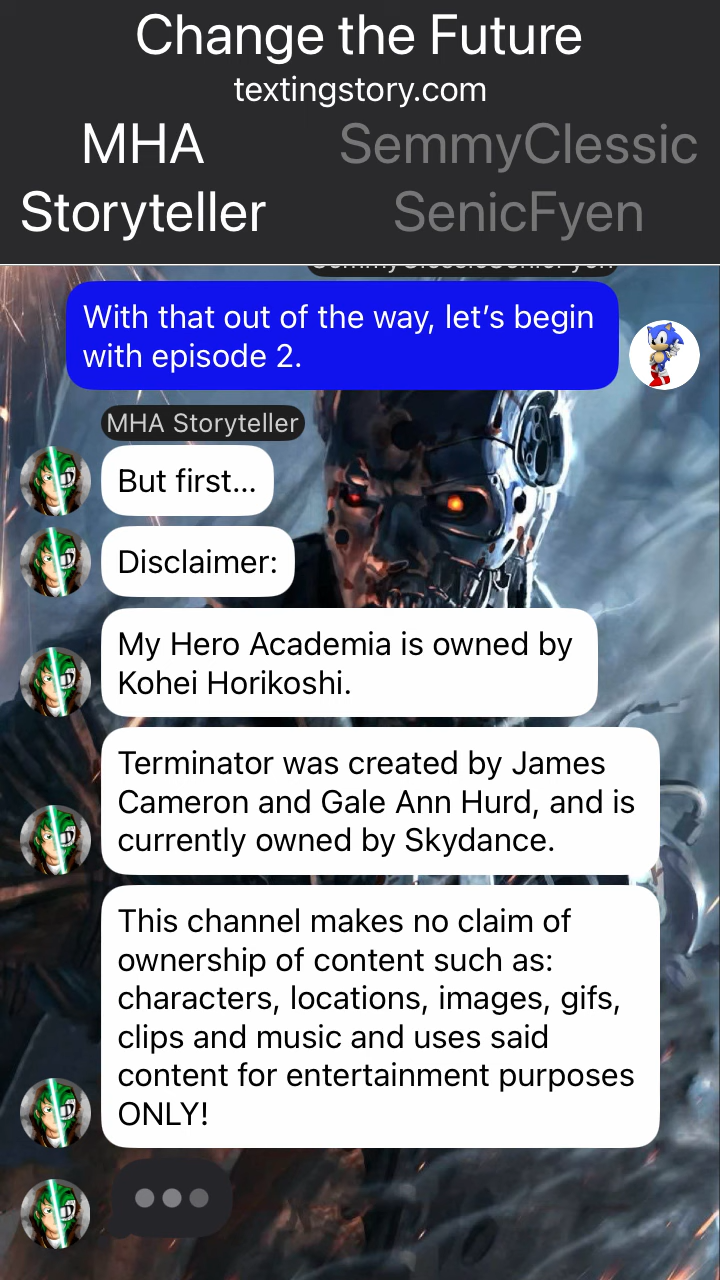 Change the Future
textingstory.com
MHA
Storyteller
SemmyClassic
SenicFyen
With that out of the way, let’s begin
with episode 2.
MHA Storyteller
But first...
Disclaimer:
My Hero Academia is owned by
Kohei Horikoshi.
Terminator was created by James
Cameron and Gale Ann Hurd, and is
currently owned by Skydance.
This channel makes no claim of
ownership of content such as:
characters, locations, images, gifs,
clips and music and uses said
content for entertainment purposes
ONLY!